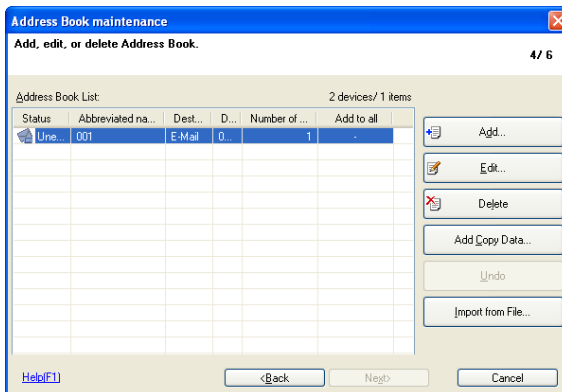 Address Book maintenance
Add, edit, or delete Address Book.
4/ 6
Address Book List:
2 devices/ 1 items
Status Abbreviated na... Dest... D... Number of ... Add to all
Une... 001 E-Mail 0... 1 -
Add...
Edit...
Delete
Add Copy Data...
Undo
Import from File...
Help(F1)
<Back
Next>
Cancel